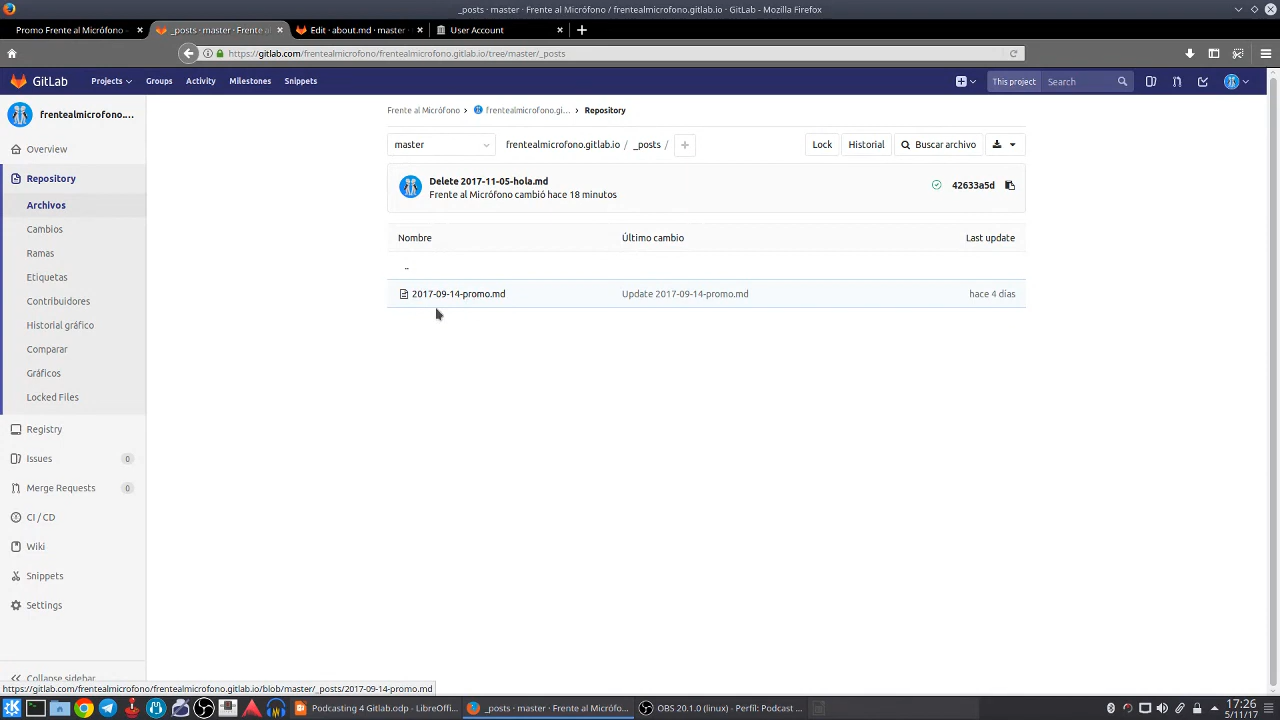 _posts · master · Frente al Micrófono / frentealmicrofono.gitlab.io · GitLab - Mozilla Firefox
Promo Frente al Micrófono -
_posts · master · Frente al
Edit · about.md · master ·
User Account
https://gitlab.com/frentealmicrofono/frentealmicrofono.gitlab.io/tree/master/_posts
GitLab
Projects
Groups
Activity
Milestones
Snippets
This project
Search
frentealmicrofono....
Overview
Repository
Archivos
Cambios
Ramas
Etiquetas
Contribuidores
Historial gráfico
Comparar
Gráficos
Locked Files
Registry
Issues 0
Merge Requests 0
CI / CD
Wiki
Snippets
Settings
Collapse sidebar
Frente al Micrófono > frentealmicrofono.gi... > Repository
master
frentealmicrofono.gitlab.io / _posts /
Lock
Historial
Buscar archivo
Delete 2017-11-05-hola.md
Frente al Micrófono cambió hace 18 minutos
42633a5d
Nombre Último cambio Last update
..
2017-09-14-promo.md Update 2017-09-14-promo.md hace 4 días
https://gitlab.com/frentealmicrofono/frentealmicrofono.gitlab.io/blob/master/_posts/2017-09-14-promo.md
Podcasting 4 Gitlab.odp - LibreOffi...
_posts · master · Frente al Micrófo...
OBS 20.1.0 (linux) - Perfil: Podcast ...
17:26
5/11/17